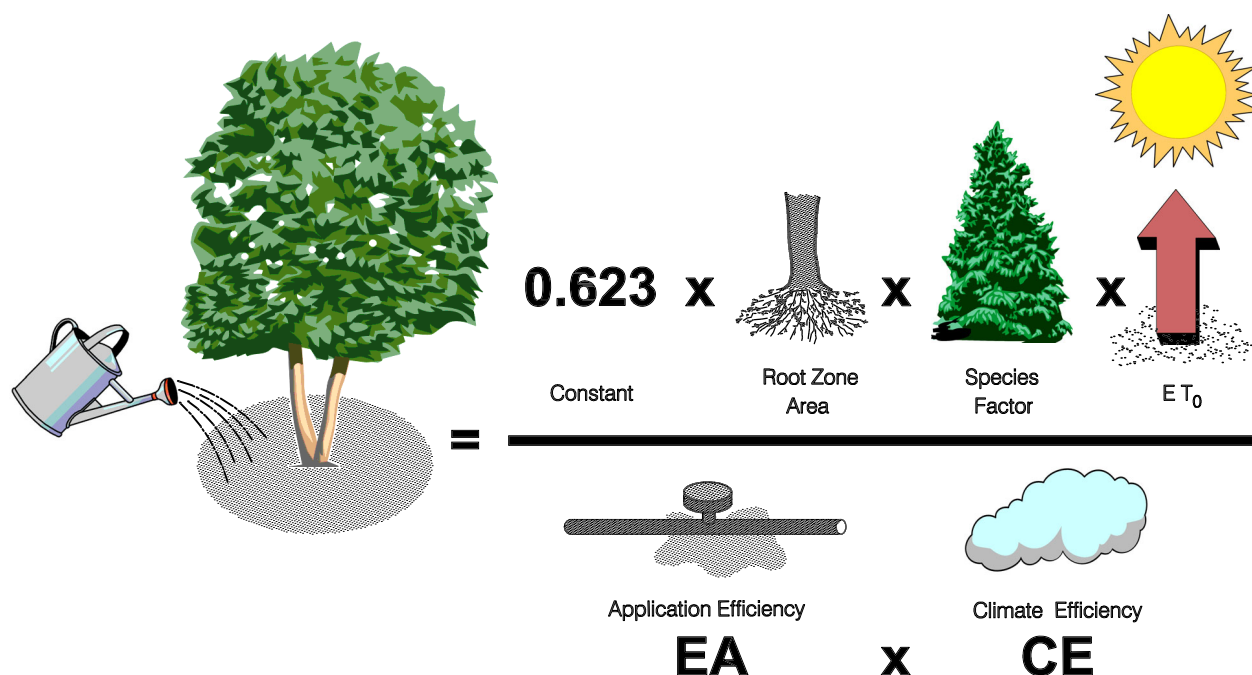 0.623 x x x
Constant
Root Zone
Area
Species
Factor
E T0
=
Application Efficiency
Climate Efficiency
EA x CE